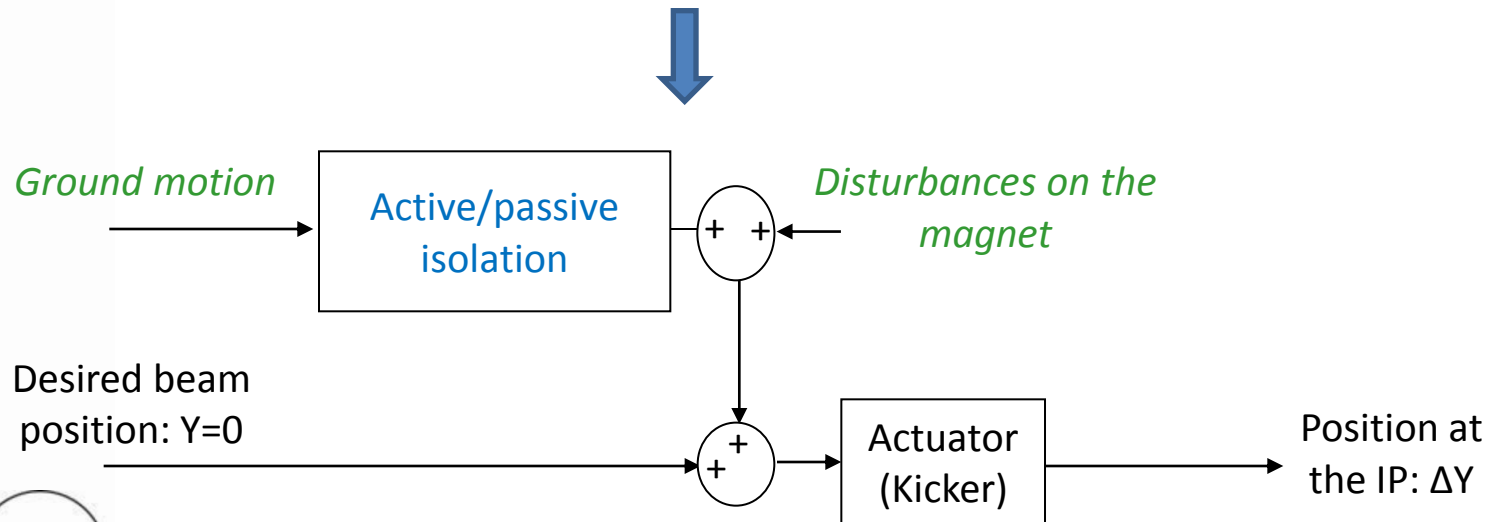 Ground motion
Active/passive
isolation
+ +
Disturbances on the
magnet
Desired beam
position: Y=0
+
+
Actuator
(Kicker)
Position at
the IP: ΔY